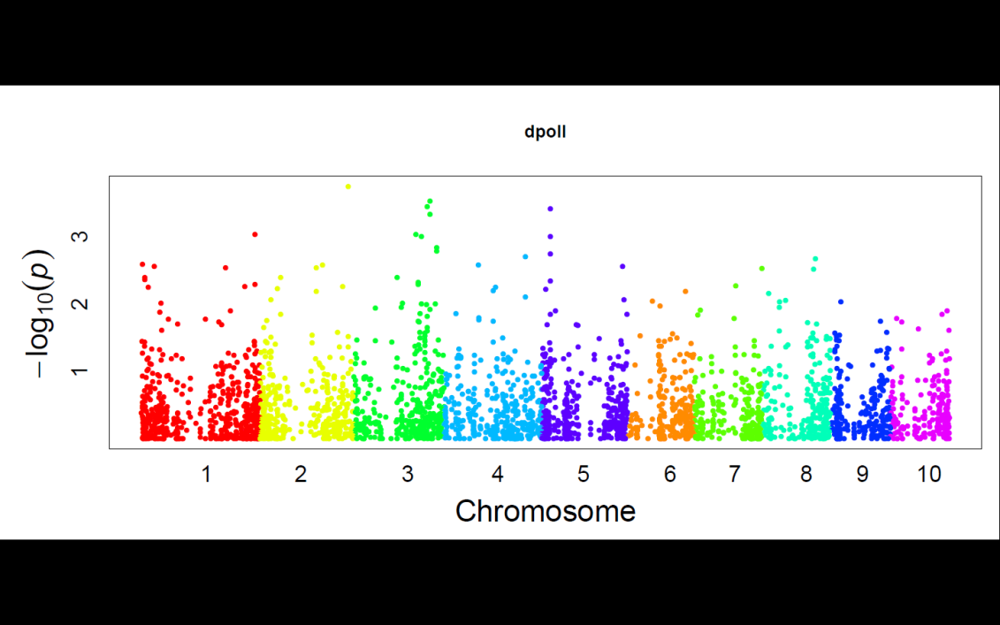 dpoll
−log10(p)
3
2
1
1 2 3 4 5 6 7 8 9 10
Chromosome